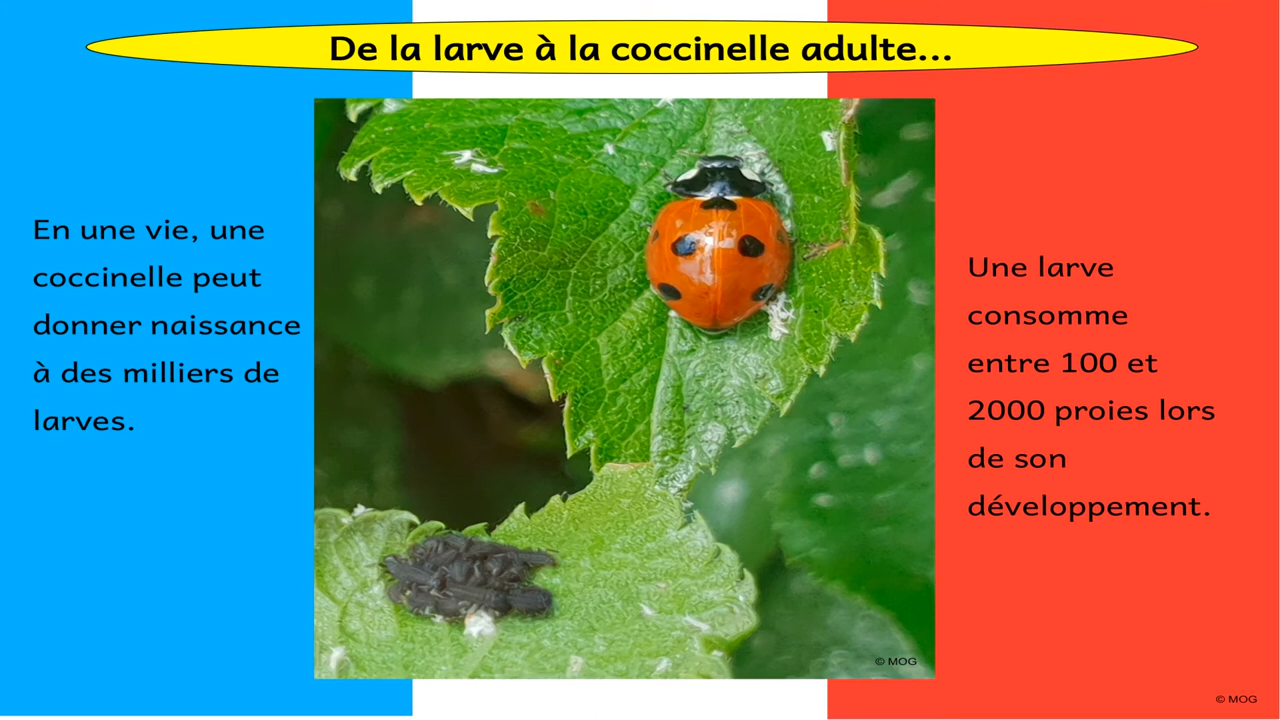 De la larve à la coccinelle adulte...
En une vie, une
coccinelle peut
donner naissance
à des milliers de
larves.
Une larve
consomme
entre 100 et
2000 proies lors
de son
développement.
© MOG
© MOG